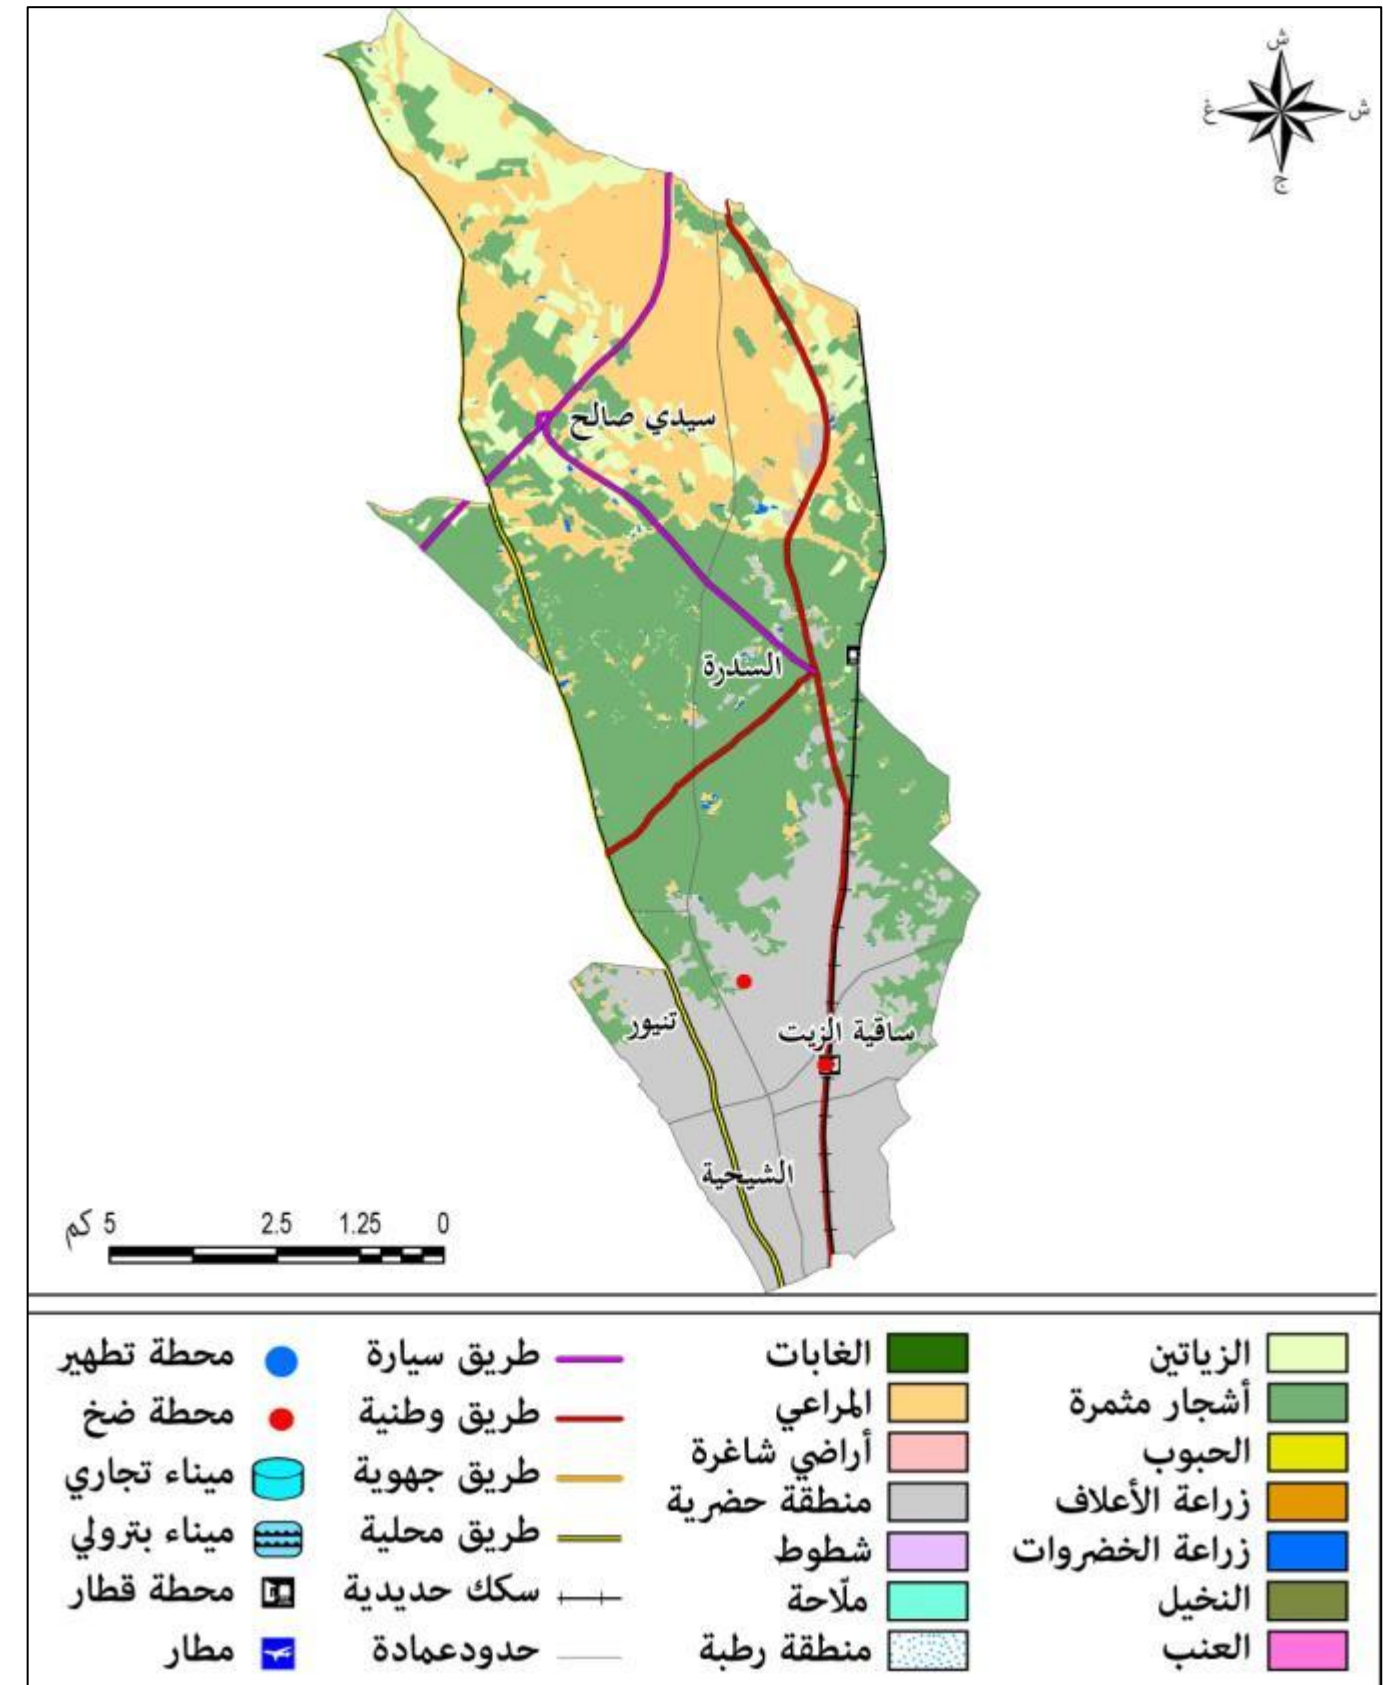 ش
غ
ش
ج
سيدي صالح
السدرة
تنيور
ساقية الزيت
الشيحية
5 كم
2.5
1.25
0
الزياتين
أشجار مثمرة
الحبوب
زراعة الأعلاف
زراعة الخضروات
النخيل
العنب
الغابات
المراعي
أراضي شاغرة
منطقة حضرية
شطوط
ملّاحة
منطقة رطبة
طريق سيارة
طريق وطنية
طريق جهوية
طريق محلية
سكك حديدية
حدودعمادة
محطة تطهير
محطة ضخ
ميناء تجاري
ميناء بترولي
محطة قطار
مطار